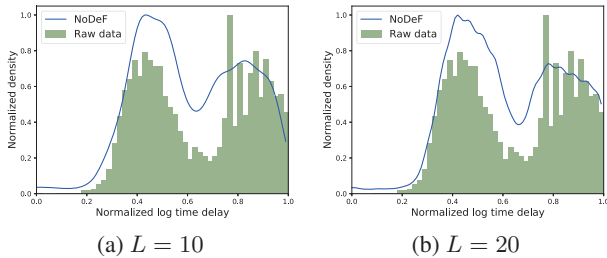 NoDeF
Raw data
Normalized density
1.0
0.8
0.6
0.4
0.2
0.0
0.0 0.2 0.4 0.6 0.8 1.0
Normalized log time delay
(a) L = 10
NoDeF
Raw data
Normalized density
1.0
0.8
0.6
0.4
0.2
0.0
0.0 0.2 0.4 0.6 0.8 1.0
Normalized log time delay
(b) L = 20